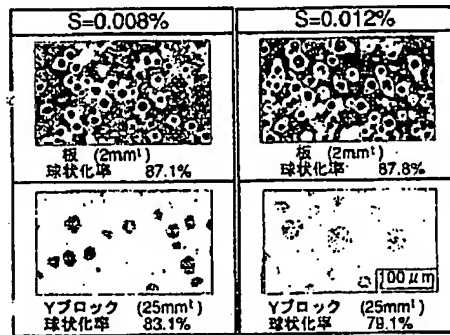 S=0.008%
S=0.012%
板 (2mmᵗ)
球状化率 87.1%
板 (2mmᵗ)
球状化率 87.8%
100μm
Yブロック (25mmᵗ)
球状化率 83.1%
Yブロック (25mmᵗ)
球状化率 79.1%